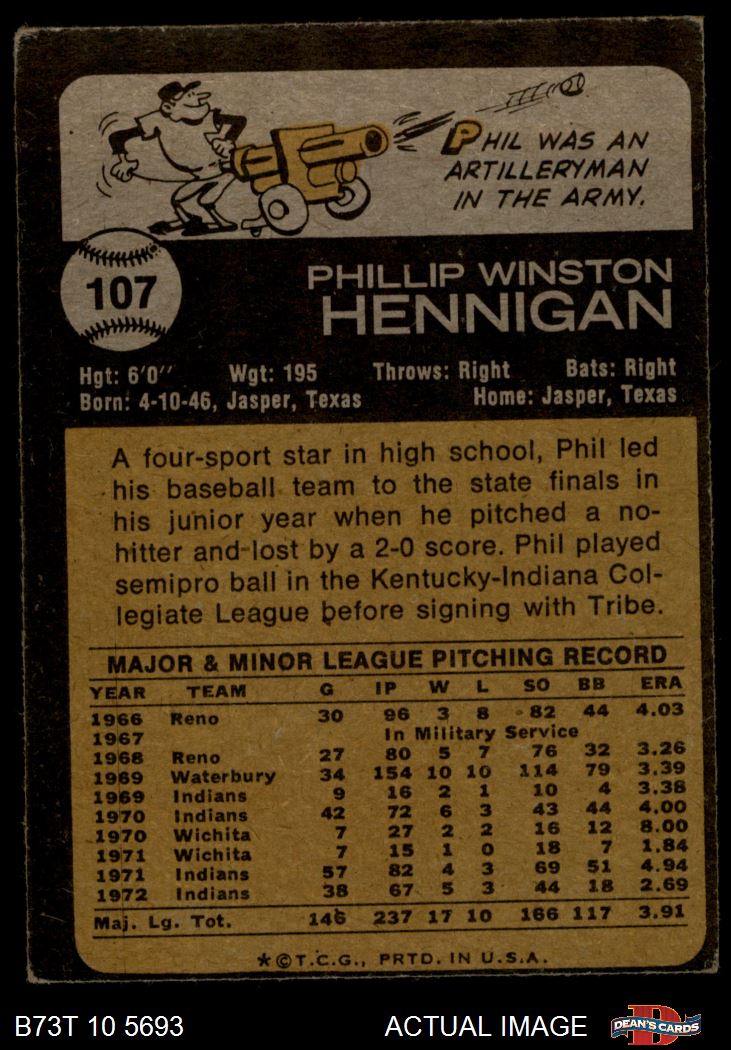 PHIL WAS AN
ARTILLERYMAN
IN THE ARMY.
107
PHILLIP WINSTON
HENNIGAN
Hgt: 6'0" Wgt: 195 Throws: Right Bats: Right
Born: 4-10-46, Jasper, Texas Home: Jasper, Texas
A four-sport star in high school, Phil led
his baseball team to the state finals in
his junior year when he pitched a no-
hitter and lost by a 2-0 score. Phil played
semipro ball in the Kentucky-Indiana Col-
legiate League before signing with Tribe.
MAJOR & MINOR LEAGUE PITCHING RECORD
YEAR TEAM G IP W L SO BB ERA
1966 Reno 30 96 3 8 82 44 4.03
1967 In Military Service
1968 Reno 27 80 5 7 76 32 3.26
1969 Waterbury 34 154 10 10 114 79 3.39
1969 Indians 9 16 2 1 10 4 3.38
1970 Indians 42 72 6 3 43 44 4.00
1970 Wichita 7 27 2 2 16 12 8.00
1971 Wichita 7 15 1 0 18 7 1.84
1971 Indians 57 82 4 3 69 51 4.94
1972 Indians 38 67 5 3 44 18 2.69
Maj. Lg. Tot. 146 237 17 10 166 117 3.91
*©T.C.G., PRTD. IN U.S.A.
B73T 10 5693 ACTUAL IMAGE DEAN'S CARDS